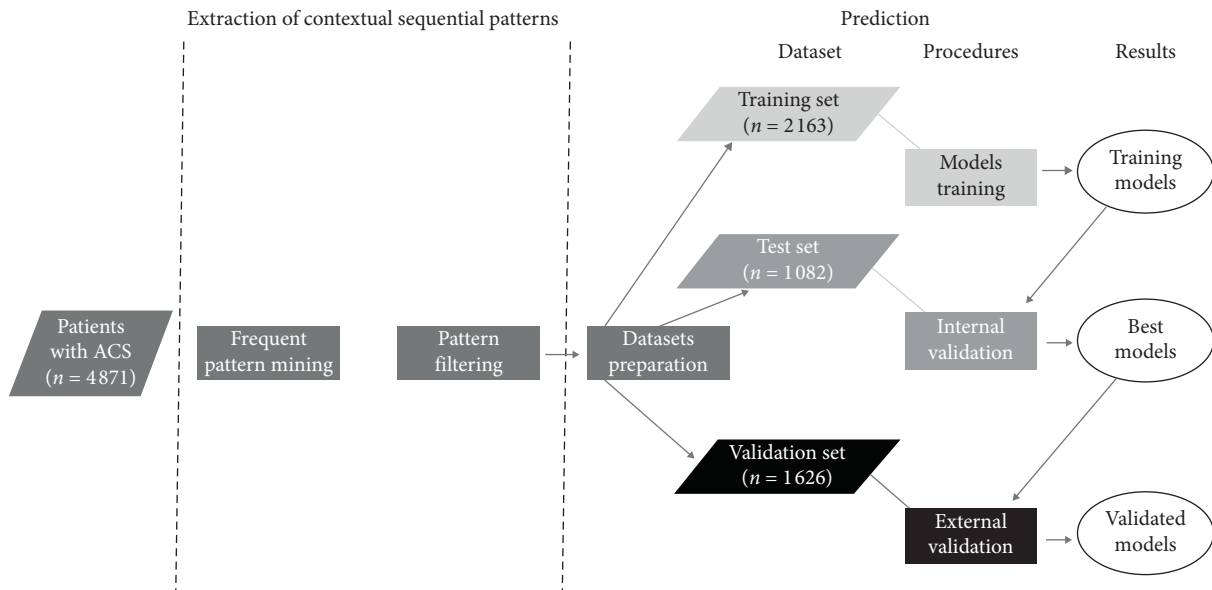 Extraction of contextual sequential patterns
Prediction
Dataset
Procedures
Results
Training set
(n = 2163)
Models
training
Training
models
Test set
(n = 1082)
Patients
with ACS
(n = 4871)
Frequent
pattern mining
Pattern
filtering
Datasets
preparation
Internal
validation
Best
models
Validation set
(n = 1626)
External
validation
Validated
models